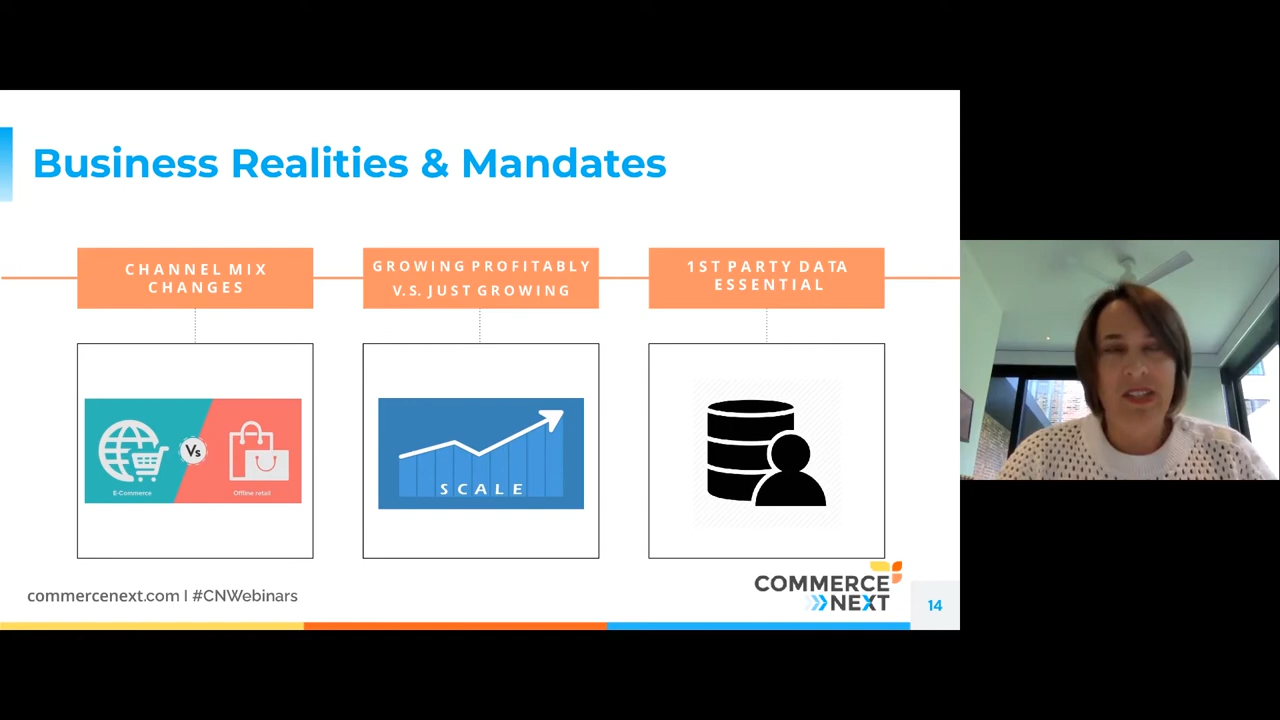 Business Realities & Mandates
CHANNEL MIX
CHANGES
GROWING PROFITABLY
V.S. JUST GROWING
1ST PARTY DATA
ESSENTIAL
E-Commerce
Vs
Offline retail
SCALE
commercenext.com | #CNWebinars
COMMERCE
NEXT
14